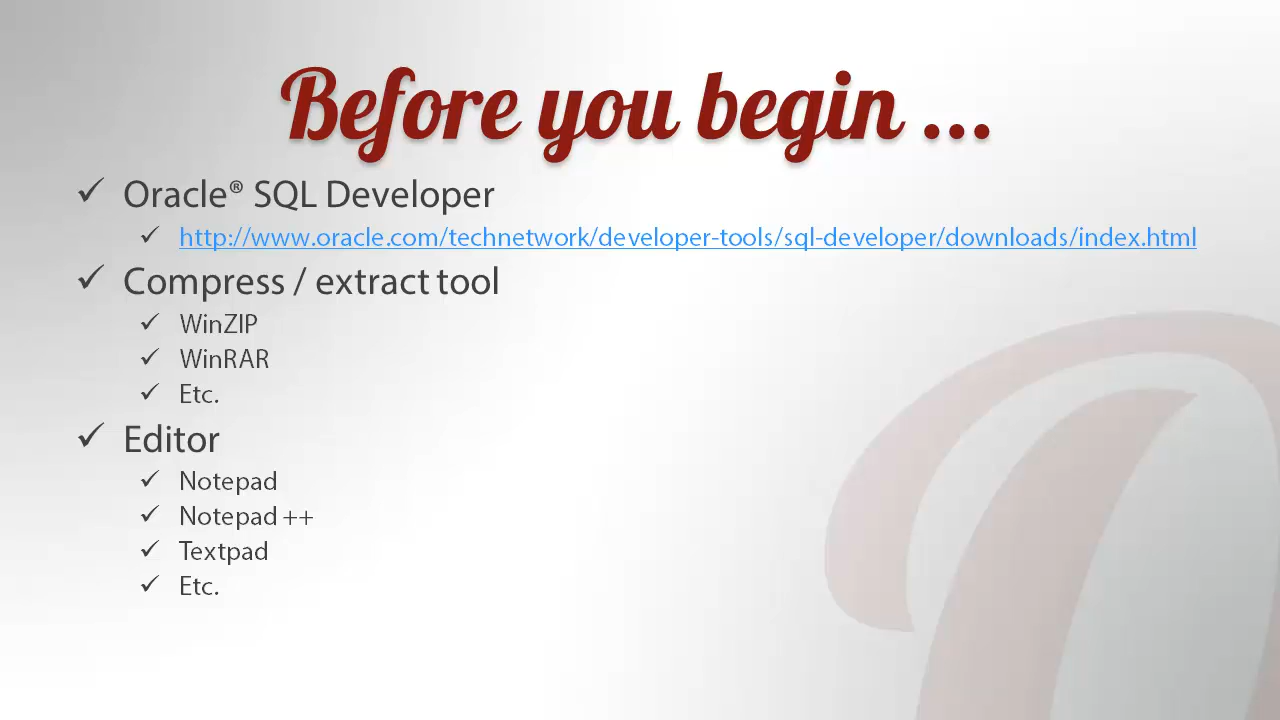 Before you begin ...
Oracle® SQL Developer
http://www.oracle.com/technetwork/developer-tools/sql-developer/downloads/index.html
Compress / extract tool
WinZIP
WinRAR
Etc.
Editor
Notepad
Notepad ++
Textpad
Etc.